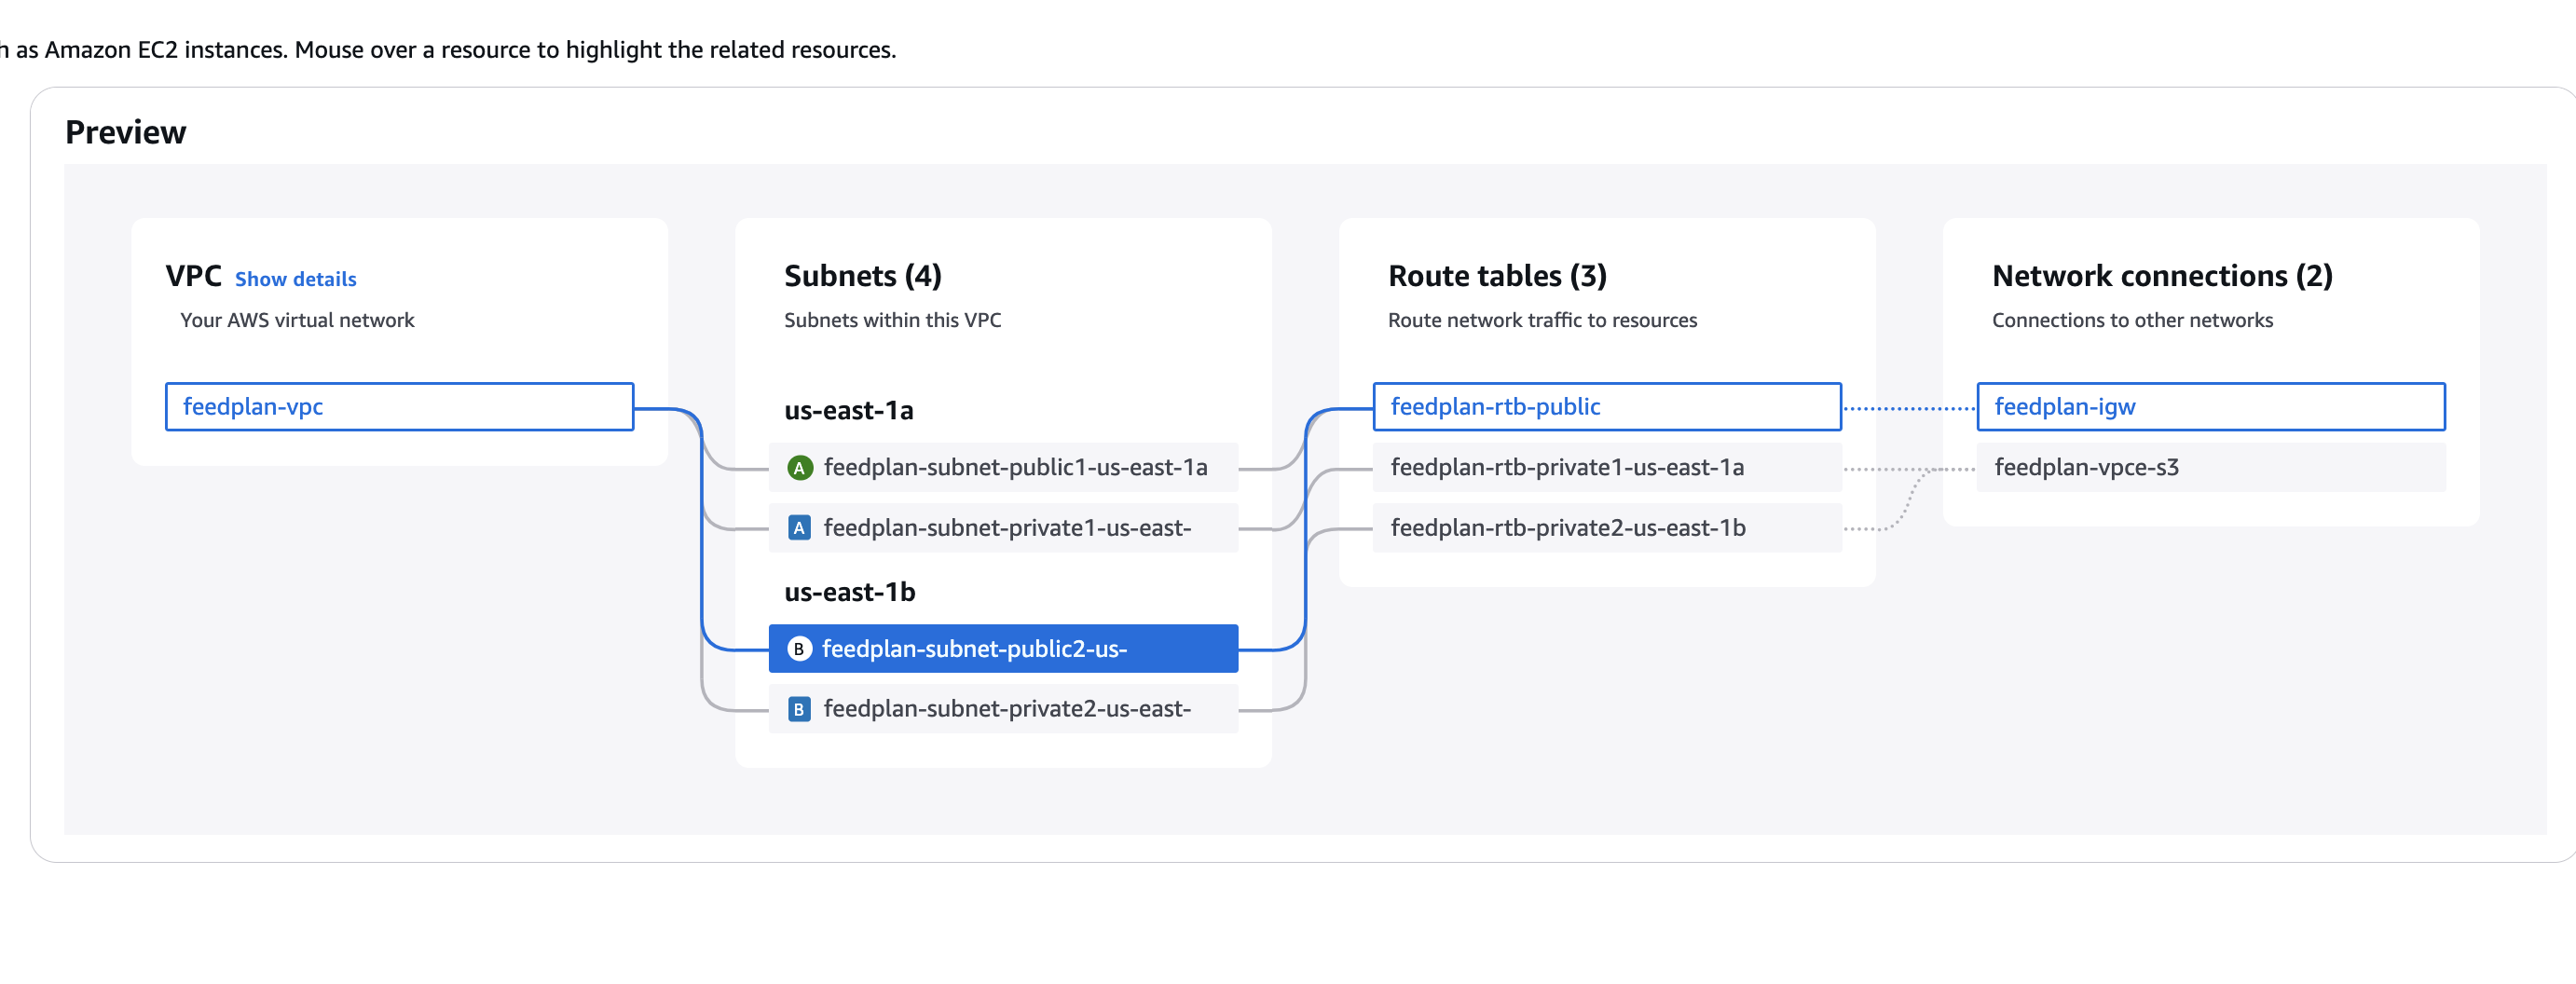 h as Amazon EC2 instances. Mouse over a resource to highlight the related resources.
Preview
VPC Show details
Your AWS virtual network
feedplan-vpc
Subnets (4)
Subnets within this VPC
us-east-1a
A feedplan-subnet-public1-us-east-1a
A feedplan-subnet-private1-us-east-
us-east-1b
B feedplan-subnet-public2-us-
B feedplan-subnet-private2-us-east-
Route tables (3)
Route network traffic to resources
feedplan-rtb-public
feedplan-rtb-private1-us-east-1a
feedplan-rtb-private2-us-east-1b
Network connections (2)
Connections to other networks
feedplan-igw
feedplan-vpce-s3